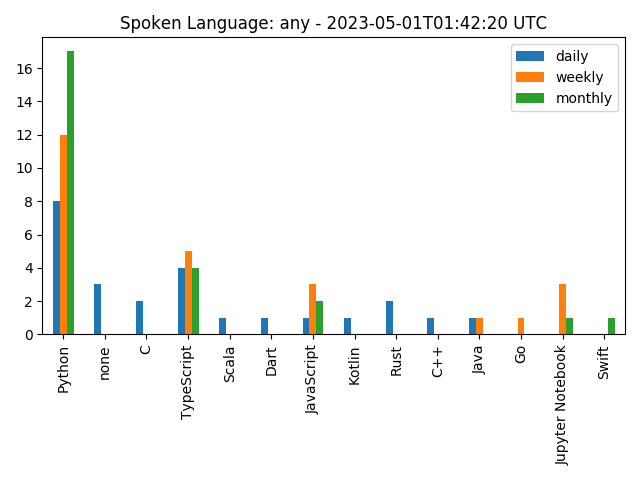 Spoken Language: any - 2023-05-01T01:42:20 UTC
daily
weekly
monthly
16
14
12
10
8
6
4
2
0
Python
none
C
TypeScript
Scala
Dart
JavaScript
Kotlin
Rust
C++
Java
Go
Jupyter Notebook
Swift